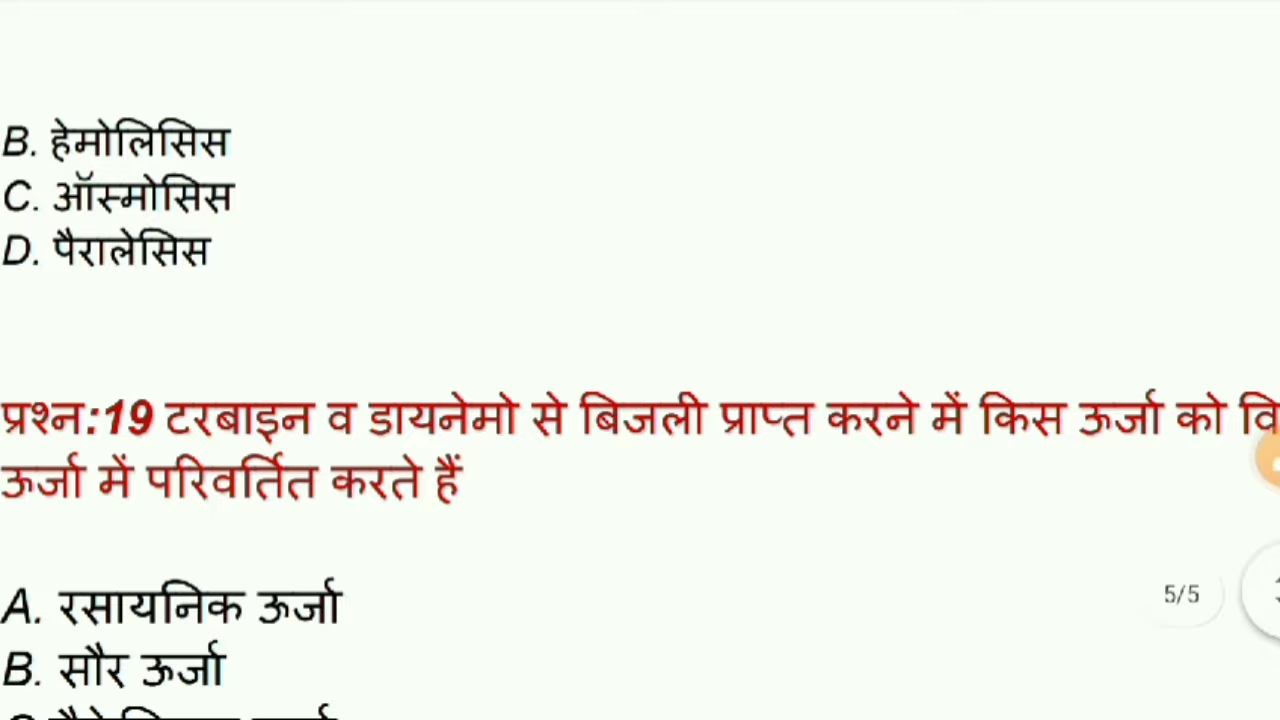 B. हेमोलिसिस
C. ऑस्मोसिस
D. पैरालेसिस
प्रश्न:19 टरबाइन व डायनेमो से बिजली प्राप्त करने में किस ऊर्जा को वि
ऊर्जा में परिवर्तित करते हैं
A. रसायनिक ऊर्जा
5/5
B. सौर ऊर्जा